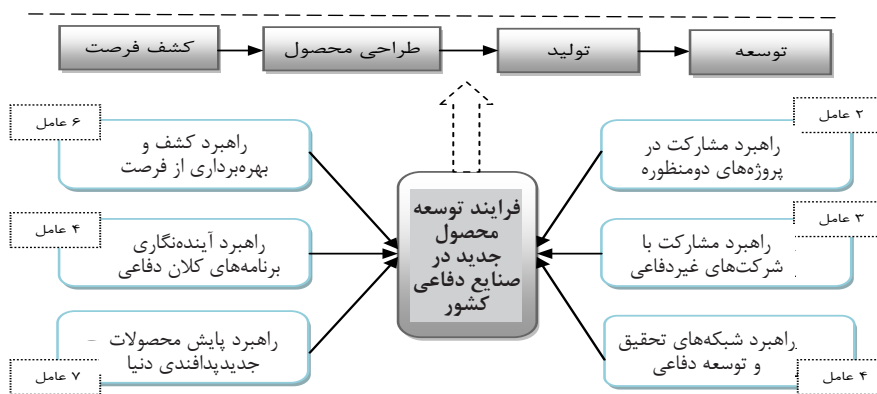 کشف فرصت
طراحی محصول
تولید
توسعه
۲ عامل
راهبرد مشارکت در
پروژه‌های دومنظوره
۳ عامل
راهبرد مشارکت با
شرکت‌های غیردفاعی
راهبرد شبکه‌های تحقیق
و توسعه دفاعی
۴ عامل
فرایند توسعه
محصول
جدید در
صنایع دفاعی
کشور
۶ عامل
راهبرد کشف و
بهره‌برداری از فرصت
۴ عامل
راهبرد آینده‌نگاری
برنامه‌های کلان دفاعی
راهبرد پایش محصولات
جدیدپدافندی دنیا
۷ عامل